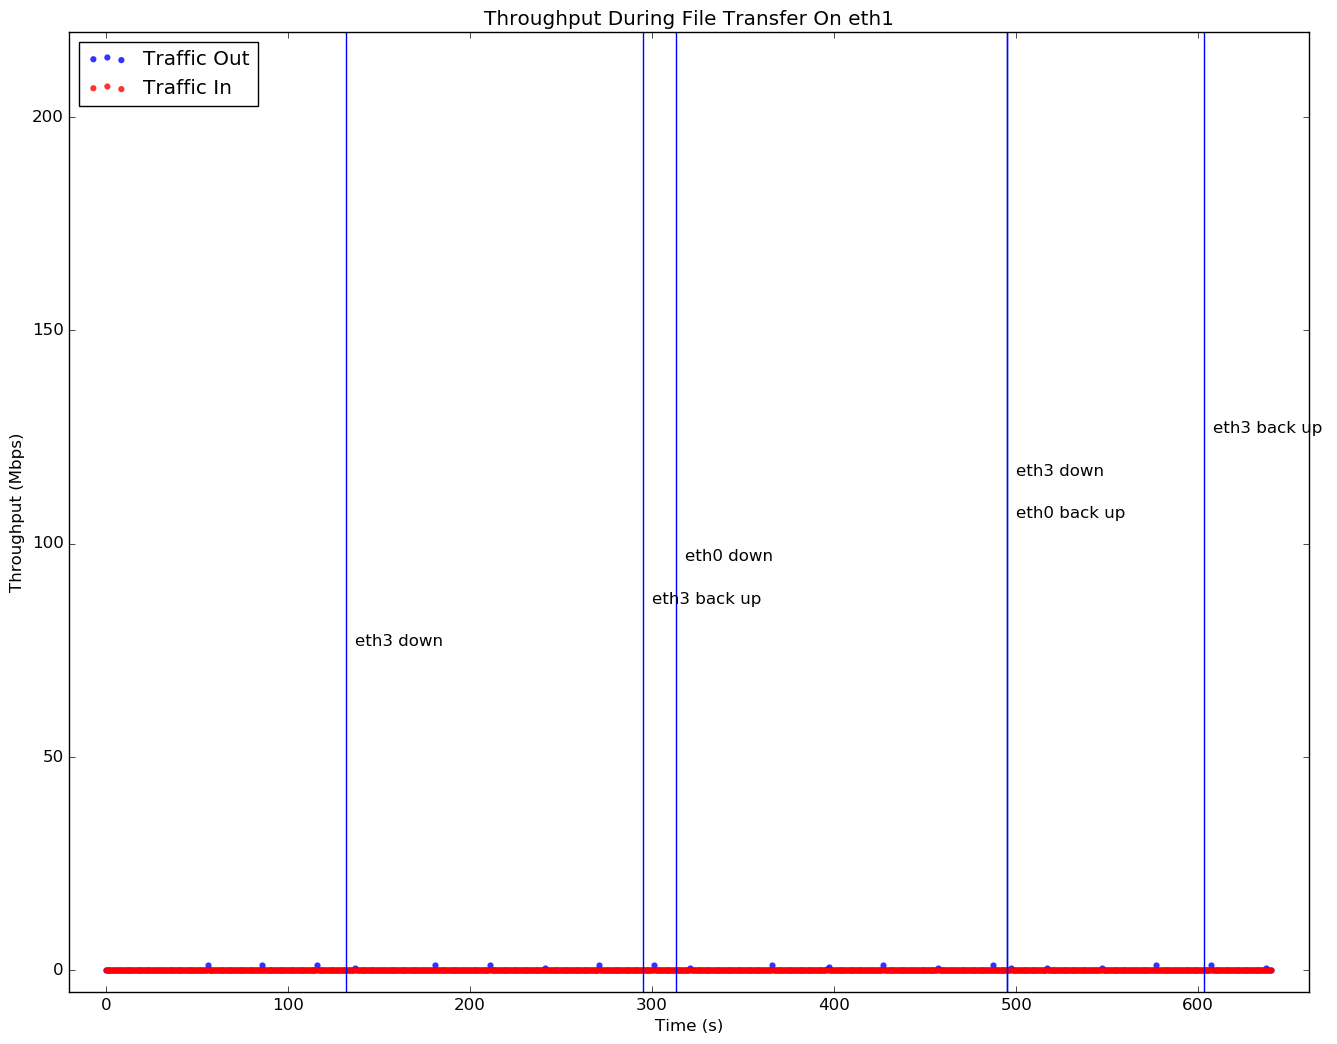 Throughput During File Transfer On eth1
Traffic Out
Traffic In
200
150
100
50
0
Throughput (Mbps)
eth3 back up
eth3 down
eth0 back up
eth0 down
eth3 back up
eth3 down
0 100 200 300 400 500 600
Time (s)